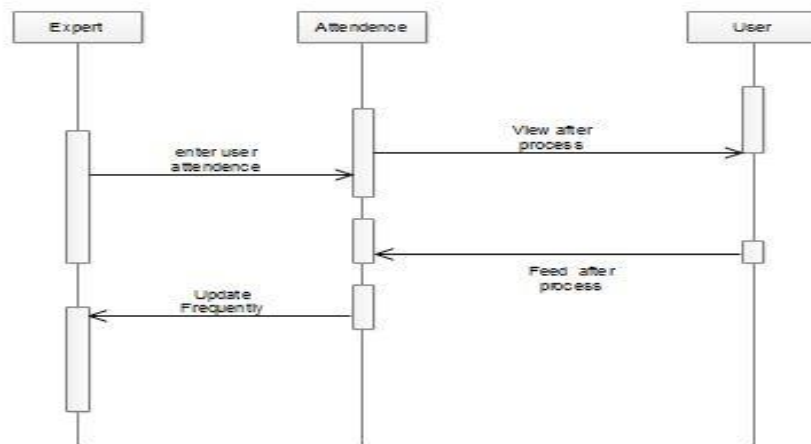 Expert
Attendence
User
View after
process
enter user
attendence
Feed after
process
Update
Frequently